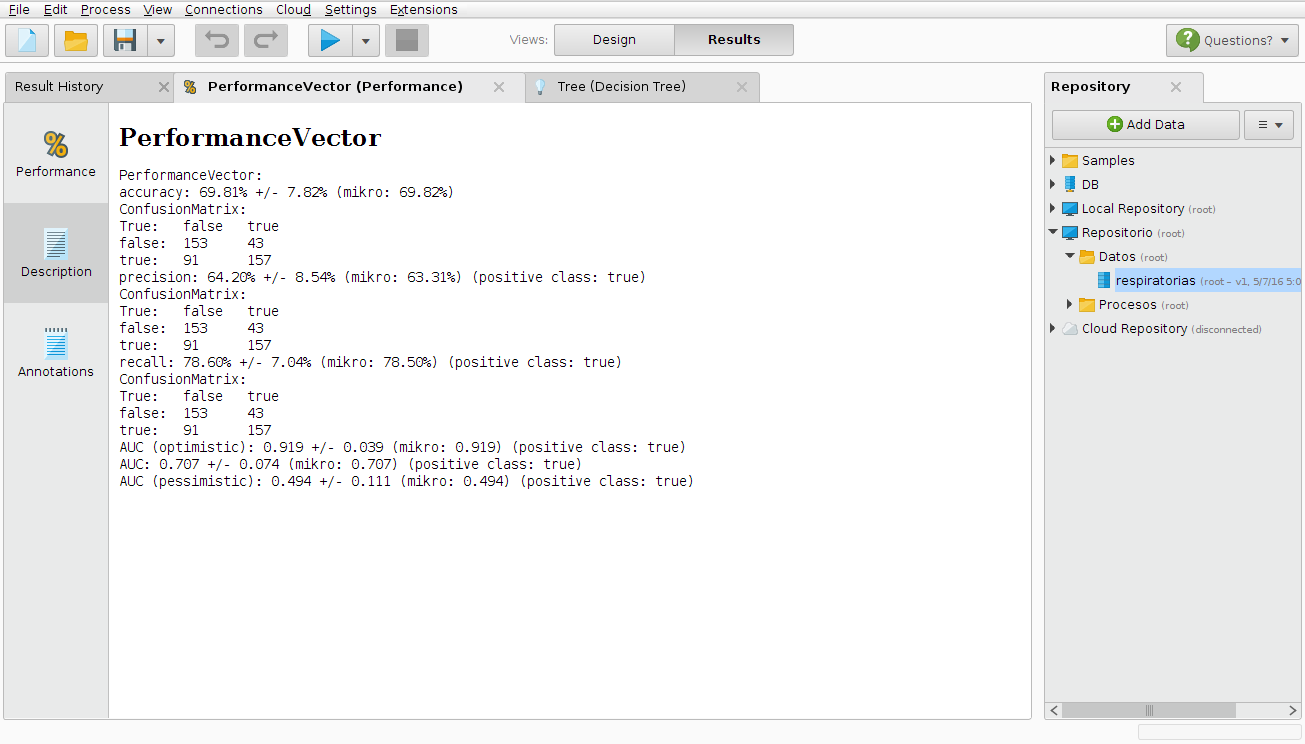 File Edit Process View Connections Cloud Settings Extensions
Views: Design Results Questions?
Result History
PerformanceVector (Performance)
Tree (Decision Tree)
Repository
Performance
Description
Annotations
PerformanceVector
PerformanceVector:
accuracy: 69.81% +/- 7.82% (mikro: 69.82%)
ConfusionMatrix:
True: false true
false: 153 43
true: 91 157
precision: 64.20% +/- 8.54% (mikro: 63.31%) (positive class: true)
ConfusionMatrix:
True: false true
false: 153 43
true: 91 157
recall: 78.60% +/- 7.04% (mikro: 78.50%) (positive class: true)
ConfusionMatrix:
True: false true
false: 153 43
true: 91 157
AUC (optimistic): 0.919 +/- 0.039 (mikro: 0.919) (positive class: true)
AUC: 0.707 +/- 0.074 (mikro: 0.707) (positive class: true)
AUC (pessimistic): 0.494 +/- 0.111 (mikro: 0.494) (positive class: true)
Add Data
Samples
DB
Local Repository (root)
Repositorio (root)
Datos (root)
respiratorias (root – v1, 5/7/16 5:0
Procesos (root)
Cloud Repository (disconnected)